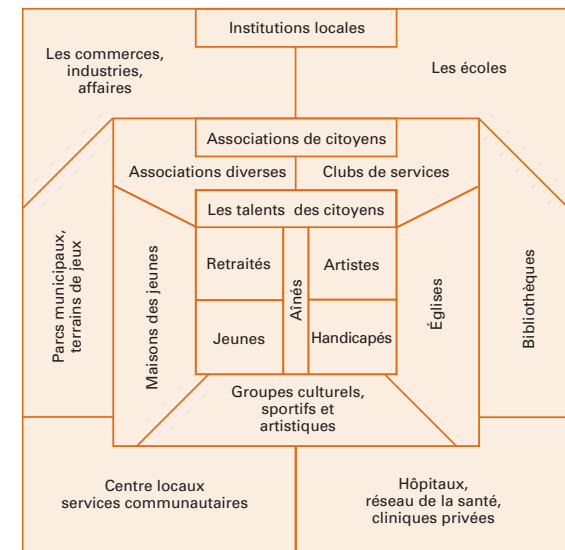 Institutions locales
Les commerces,
industries,
affaires
Les écoles
Associations de citoyens
Associations diverses
Clubs de services
Les talents des citoyens
Parcs municipaux,
terrains de jeux
Maisons des jeunes
Retraités
Aînés
Artistes
Jeunes
Handicapés
Églises
Bibliothèques
Groupes culturels,
sportifs et
artistiques
Centre locaux
services communautaires
Hôpitaux,
réseau de la santé,
cliniques privées